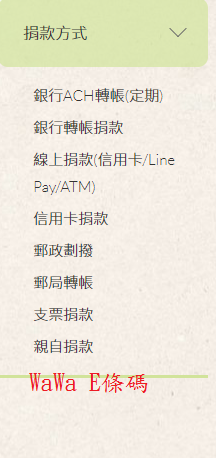 捐款方式
銀行ACH轉帳(定期)
銀行轉帳捐款
線上捐款(信用卡/Line
Pay/ATM)
信用卡捐款
郵政劃撥
郵局轉帳
支票捐款
親自捐款
WaWa E條碼